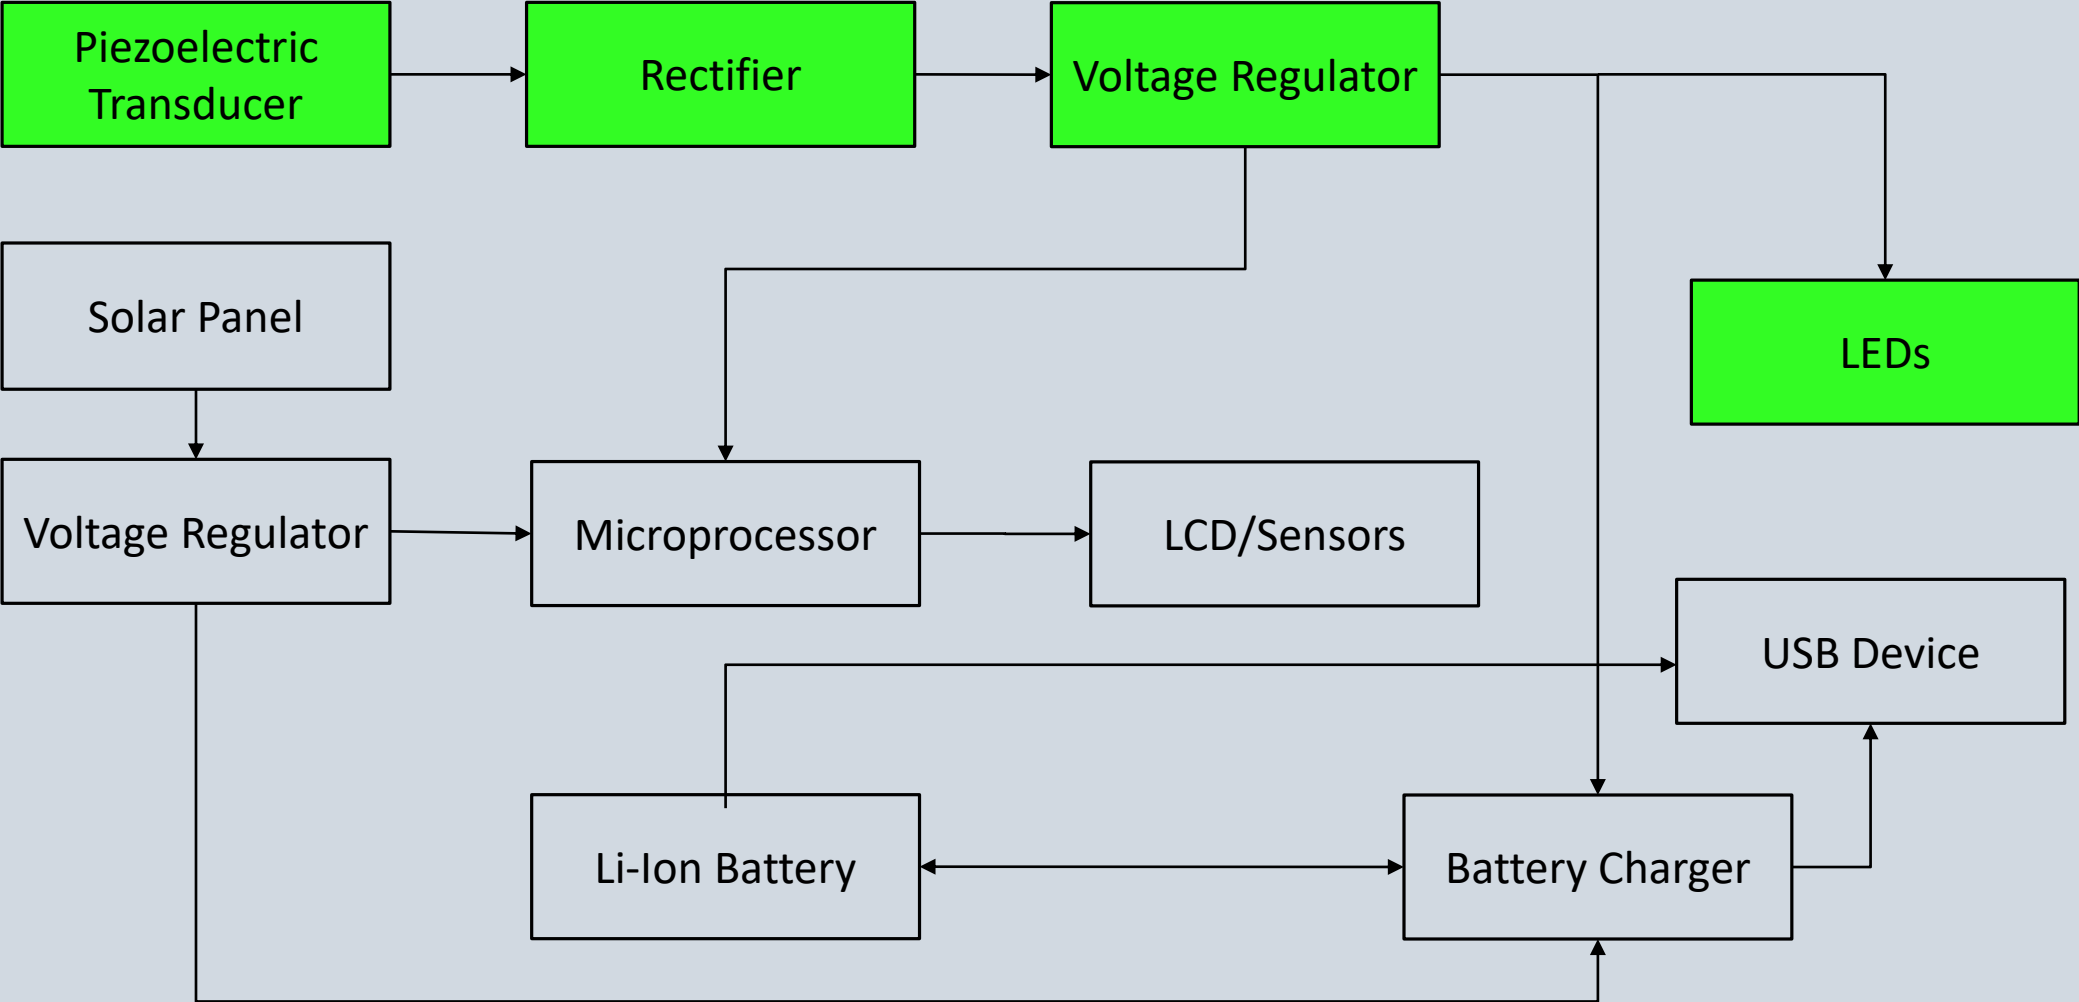 Piezoelectric
Transducer
Rectifier
Voltage Regulator
Solar Panel
LEDs
Voltage Regulator
Microprocessor
LCD/Sensors
USB Device
Li-Ion Battery
Battery Charger